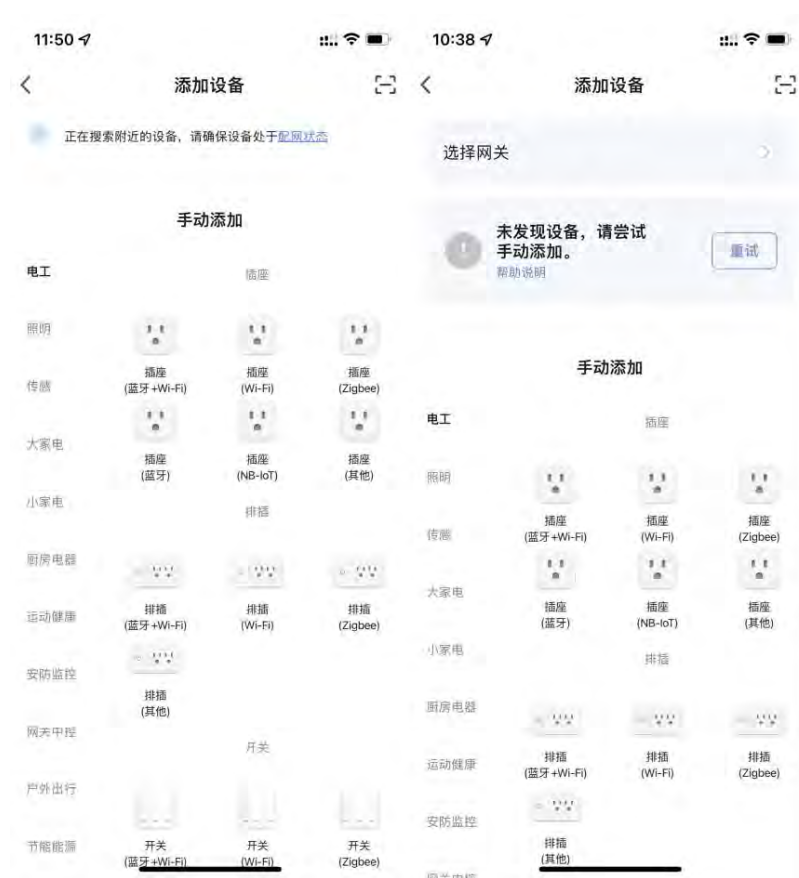 11:50
添加设备
正在搜索附近的设备，请确保设备处于配网状态
手动添加
电工
插座
照明
插座
(蓝牙+Wi-Fi)
插座
(Wi-Fi)
插座
(Zigbee)
传感
大家电
插座
(蓝牙)
插座
(NB-IoT)
插座
(其他)
小家电
排插
厨房电器
排插
(蓝牙+Wi-Fi)
排插
(Wi-Fi)
排插
(Zigbee)
运动健康
安防监控
排插
(其他)
网关中控
开关
户外出行
节能能源
开关
(蓝牙+Wi-Fi)
开关
(Wi-Fi)
开关
(Zigbee)
10:38
添加设备
选择网关
未发现设备，请尝试
手动添加。
帮助说明
重试
手动添加
电工
插座
照明
插座
(蓝牙+Wi-Fi)
插座
(Wi-Fi)
插座
(Zigbee)
传感
大家电
插座
(蓝牙)
插座
(NB-IoT)
插座
(其他)
小家电
排插
厨房电器
排插
(蓝牙+Wi-Fi)
排插
(Wi-Fi)
排插
(Zigbee)
运动健康
安防监控
排插
(其他)